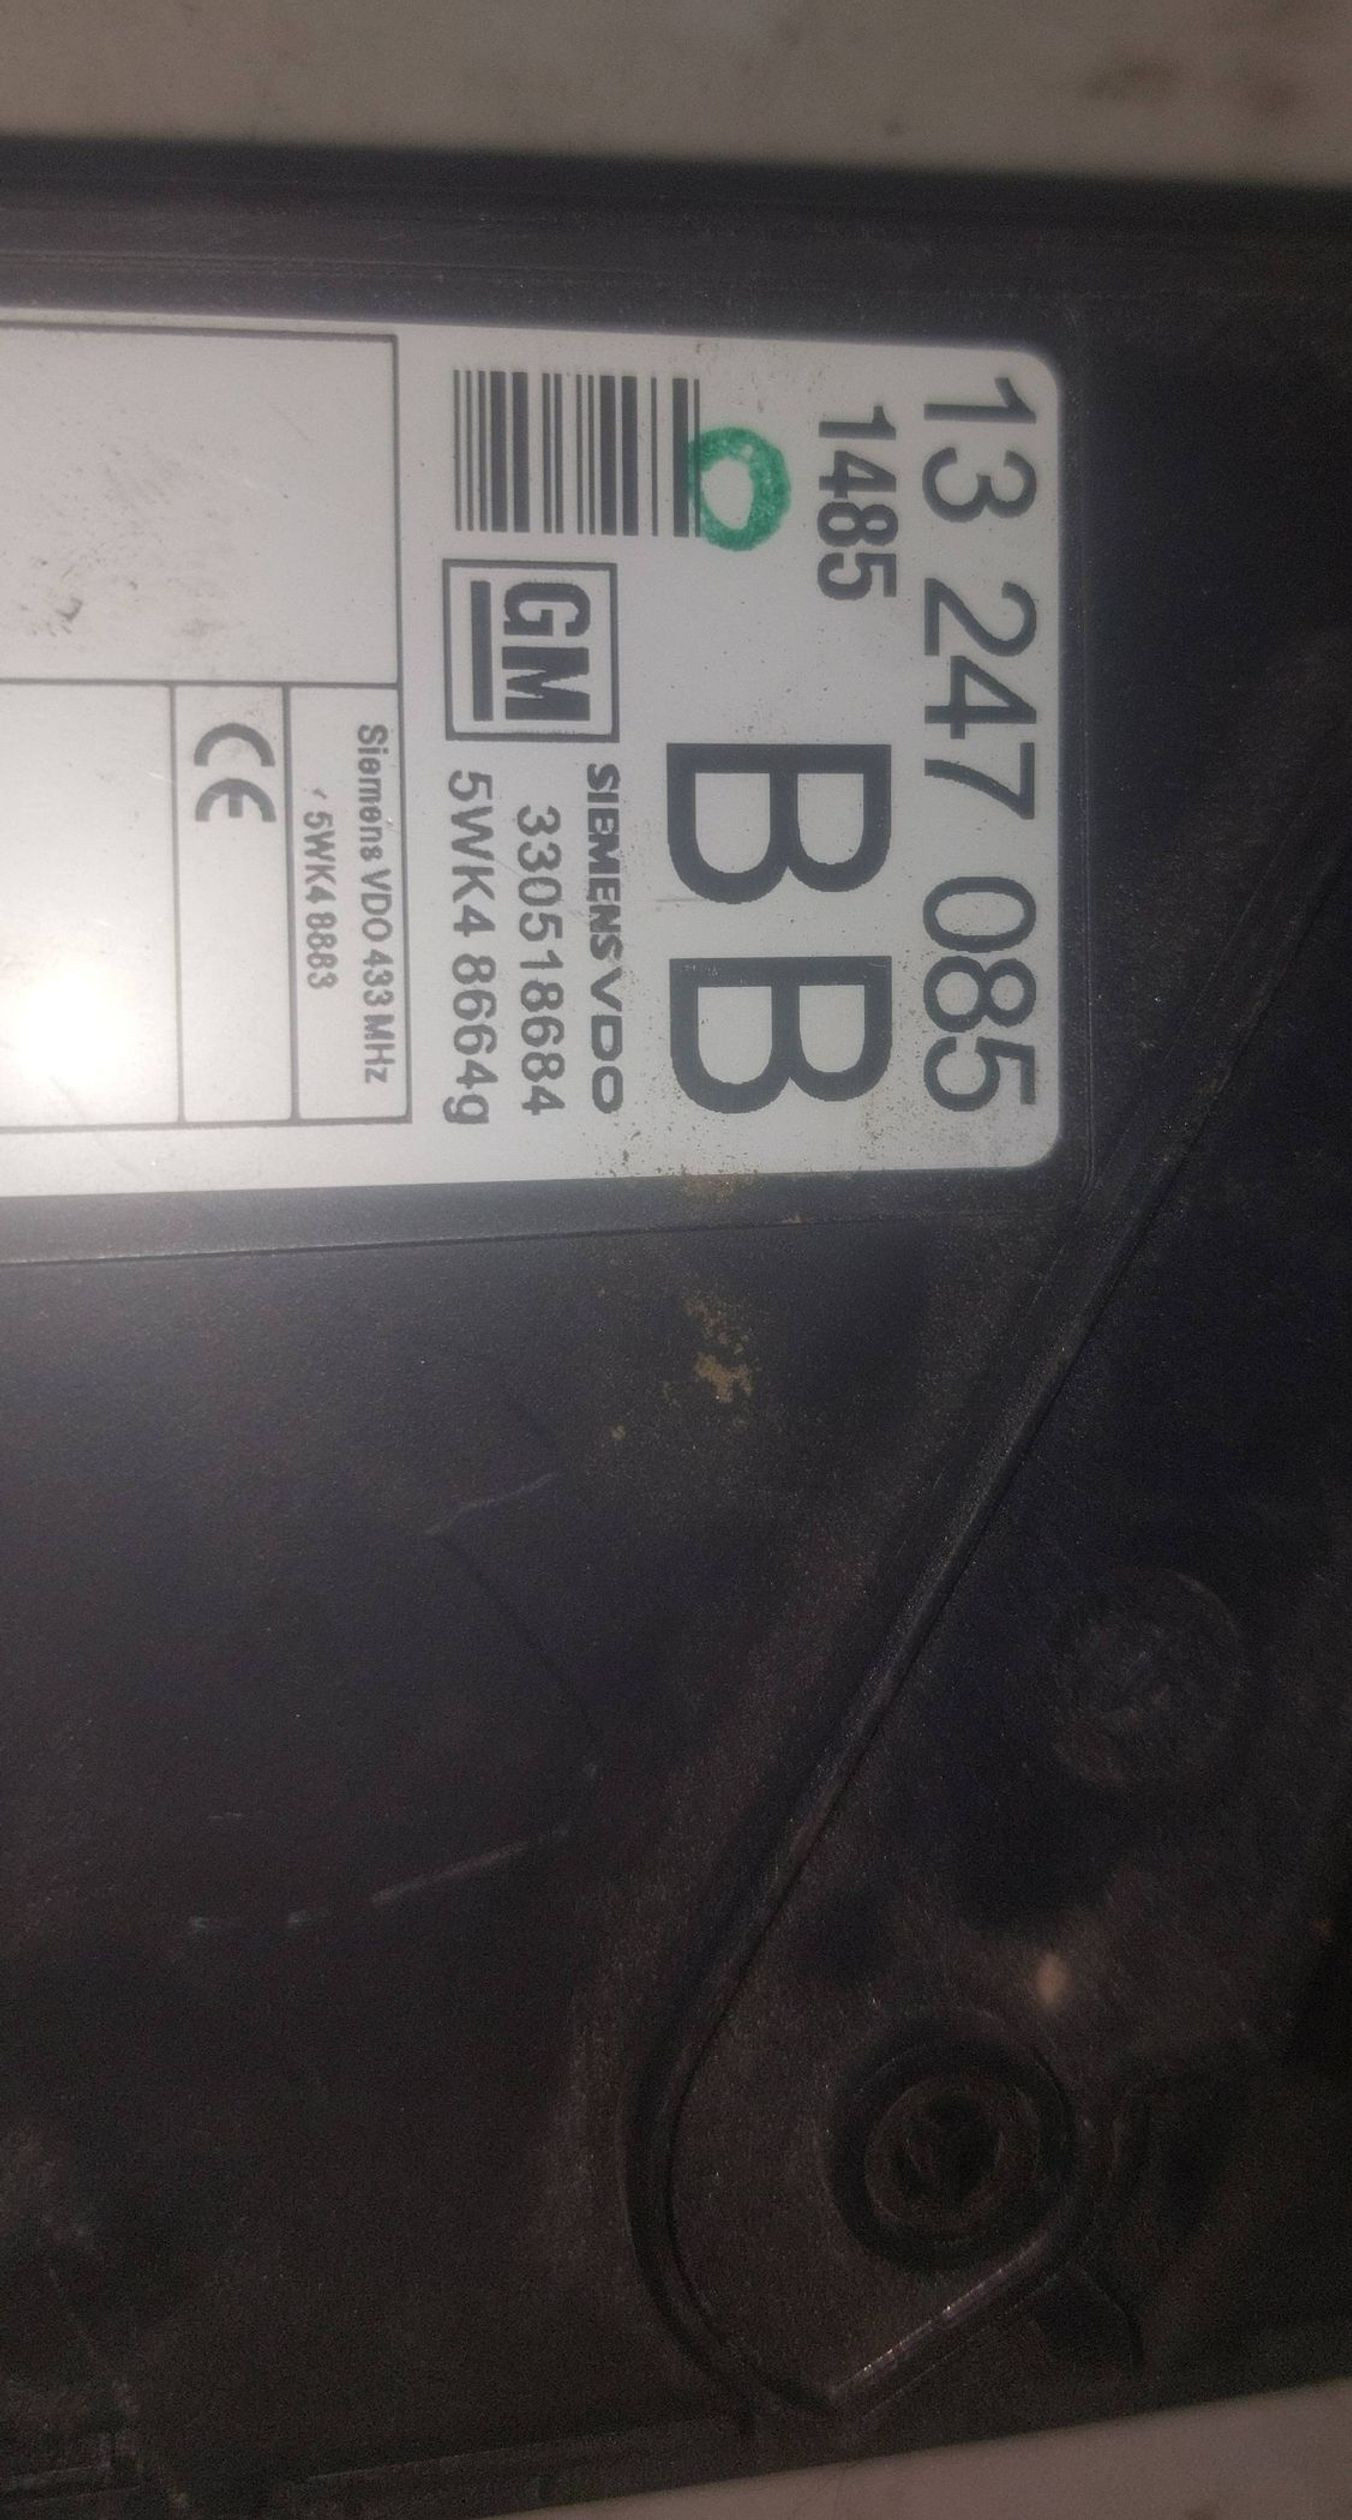 13 247 085
1485
BB
GM
SIEMENS VDO
330518684
5WK4 8664g
Siemens VDO 433 MHz
5WK4 8883
CE